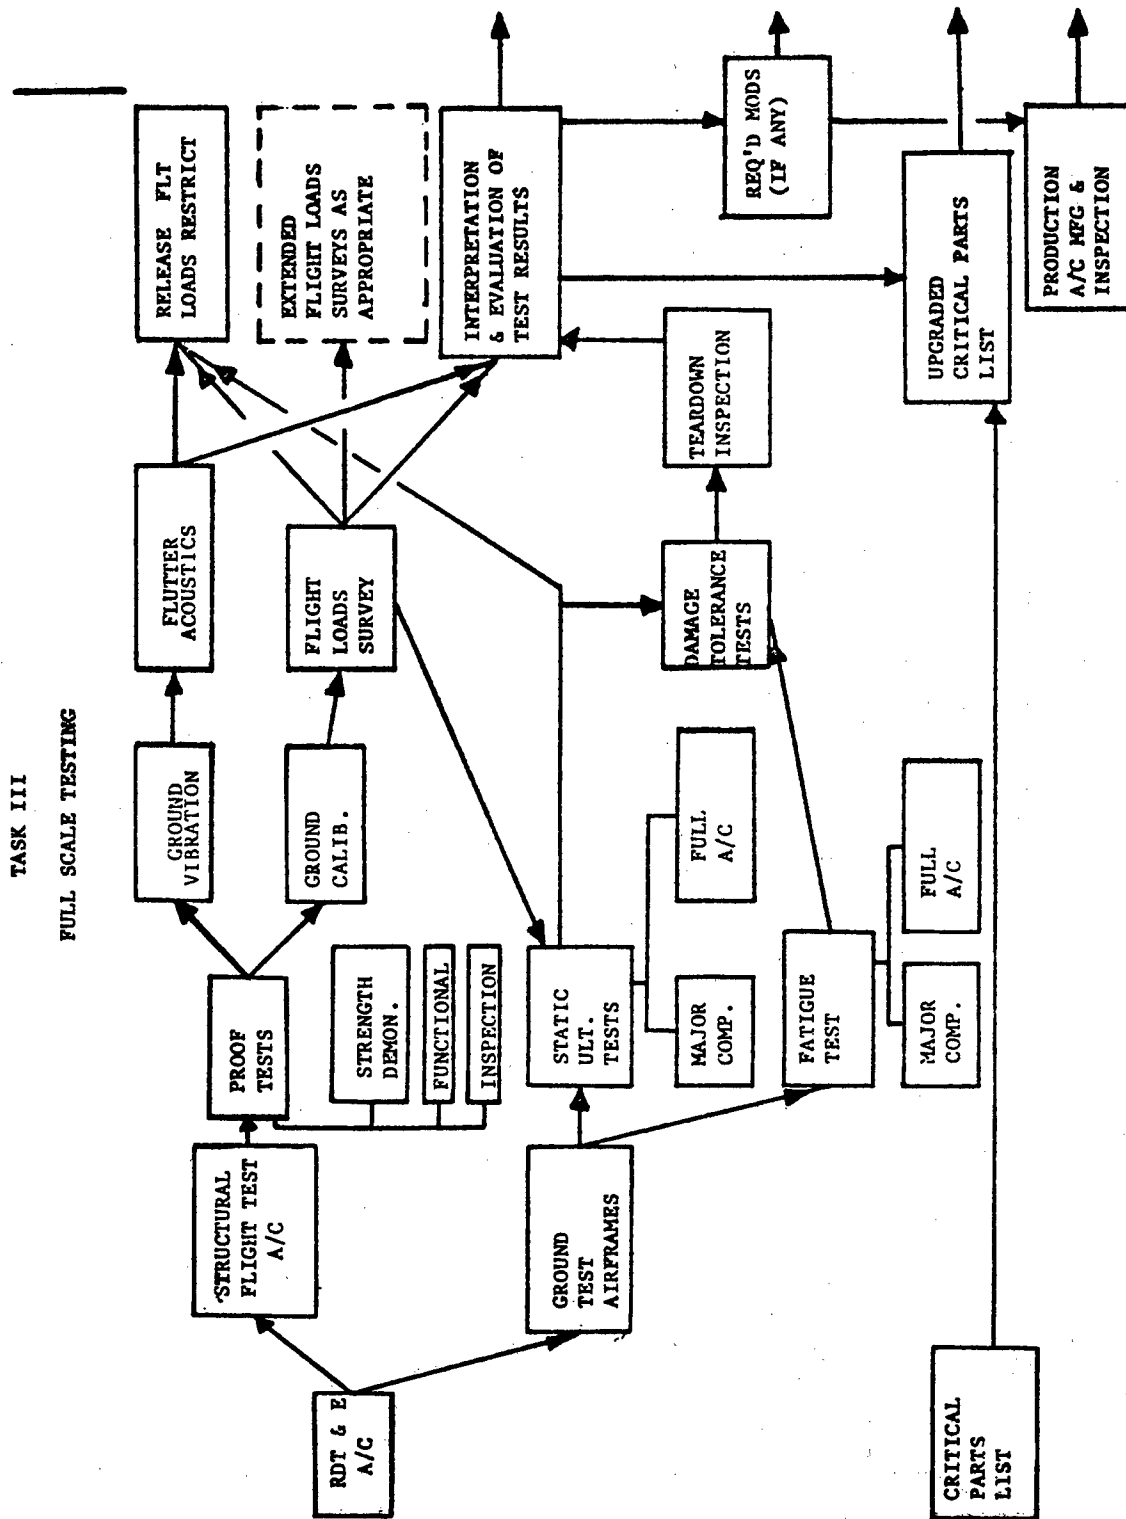 TASK III
FULL SCALE TESTING
RDT & E
A/C
STRUCTURAL
FLIGHT TEST
A/C
PROOF
TESTS
STRENGTH
DEMON.
FUNCTIONAL
INSPECTION
GROUND
VIBRATION
GROUND
CALIB.
FLUTTER
ACOUSTICS
FLIGHT
LOADS
SURVEY
RELEASE FLT
LOADS RESTRICT
EXTENDED
FLIGHT LOADS
SURVEYS AS
APPROPRIATE
INTERPRETATION
& EVALUATION OF
TEST RESULTS
GROUND
TEST
AIRFRAMES
STATIC
ULT.
TESTS
MAJOR
COMP.
FULL
A/C
FATIGUE
TEST
MAJOR
COMP.
FULL
A/C
DAMAGE
TOLERANCE
TESTS
TEARDOWN
INSPECTION
REQ'D MODS
(IF ANY)
CRITICAL
PARTS
LIST
UPGRADED
CRITICAL PARTS
LIST
PRODUCTION
A/C MFG &
INSPECTION